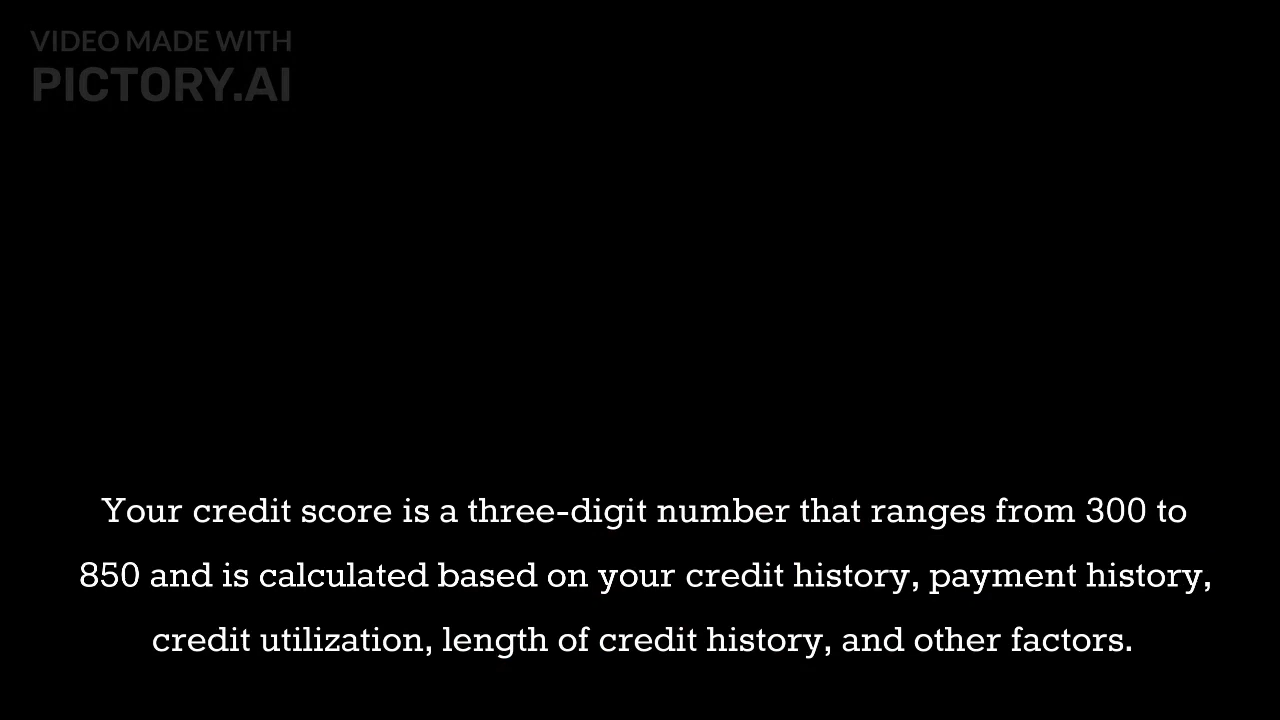 VIDEO MADE WITH
PICTORY.AI
Your credit score is a three-digit number that ranges from 300 to
850 and is calculated based on your credit history, payment history,
credit utilization, length of credit history, and other factors.